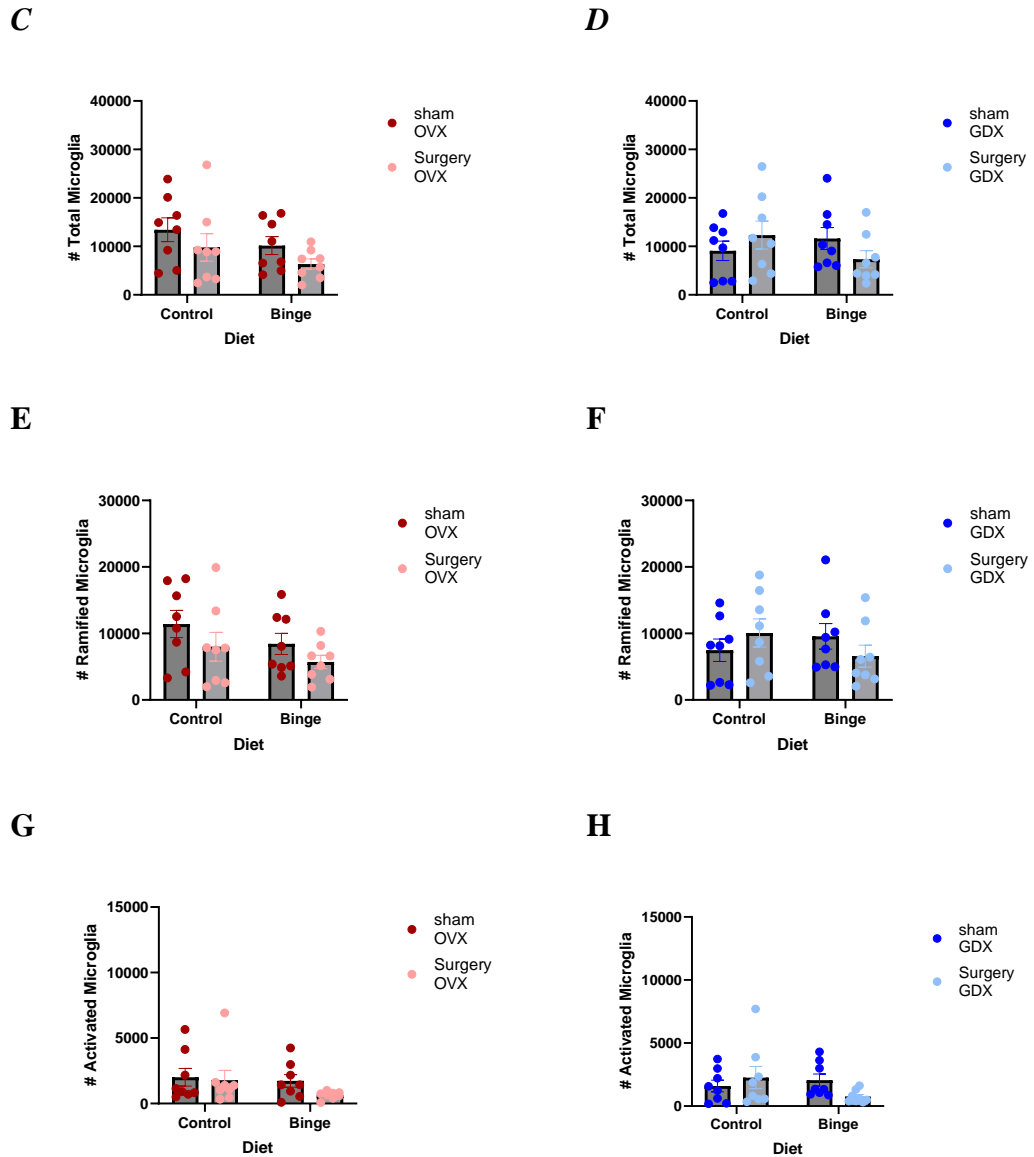 C
# Total Microglia
40000
30000
20000
10000
0
Control
Binge
Diet
sham
OVX
Surgery
OVX
D
# Total Microglia
40000
30000
20000
10000
0
Control
Binge
Diet
sham
GDX
Surgery
GDX
E
# Ramified Microglia
30000
20000
10000
0
Control
Binge
Diet
sham
OVX
Surgery
OVX
F
# Ramified Microglia
30000
20000
10000
0
Control
Binge
Diet
sham
GDX
Surgery
GDX
G
# Activated Microglia
15000
10000
5000
0
Control
Binge
Diet
sham
OVX
Surgery
OVX
H
# Activated Microglia
15000
10000
5000
0
Control
Binge
Diet
sham
GDX
Surgery
GDX